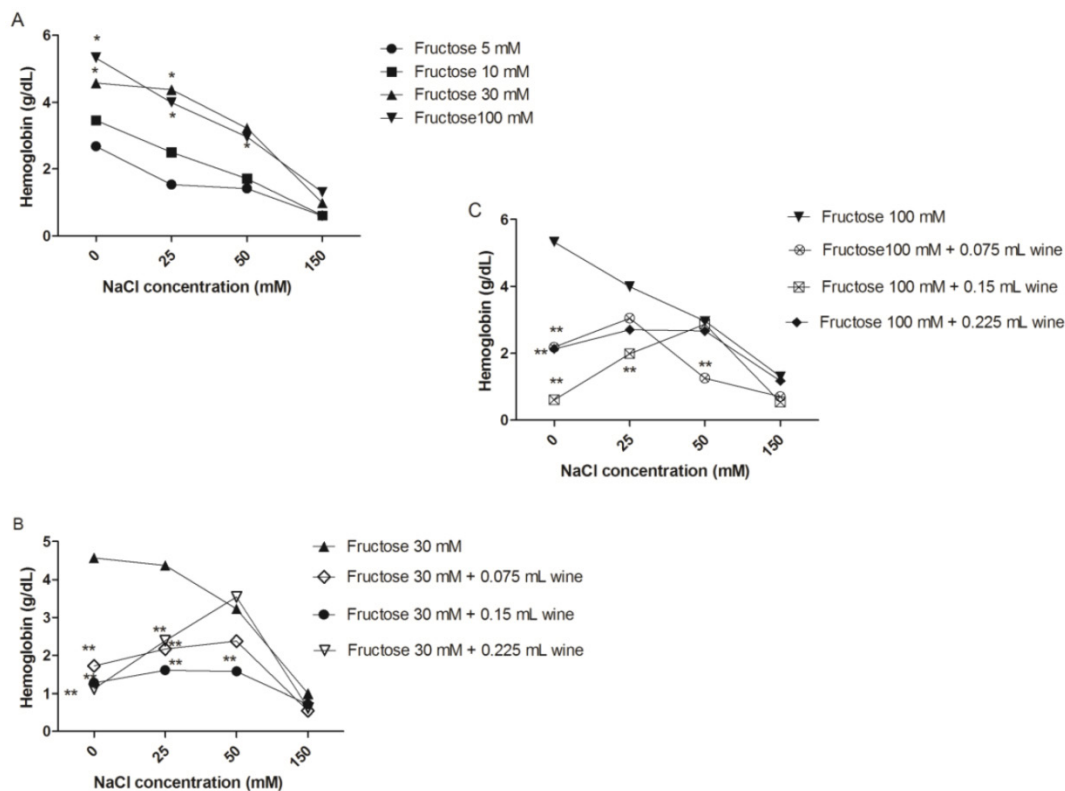 A
Hemoglobin (g/dL)
6
4
2
0
*
*
*
*
*
0
25
50
150
NaCl concentration (mM)
Fructose 5 mM
Fructose 10 mM
Fructose 30 mM
Fructose100 mM
C
Hemoglobin (g/dL)
6
4
2
0
**
**
**
**
**
0
25
50
150
NaCl concentration (mM)
Fructose 100 mM
Fructose100 mM + 0.075 mL wine
Fructose 100 mM + 0.15 mL wine
Fructose 100 mM + 0.225 mL wine
B
Hemoglobin (g/dL)
5
4
3
2
1
0
**
**
**
**
**
**
**
0
25
50
150
NaCl concentration (mM)
Fructose 30 mM
Fructose 30 mM + 0.075 mL wine
Fructose 30 mM + 0.15 mL wine
Fructose 30 mM + 0.225 mL wine